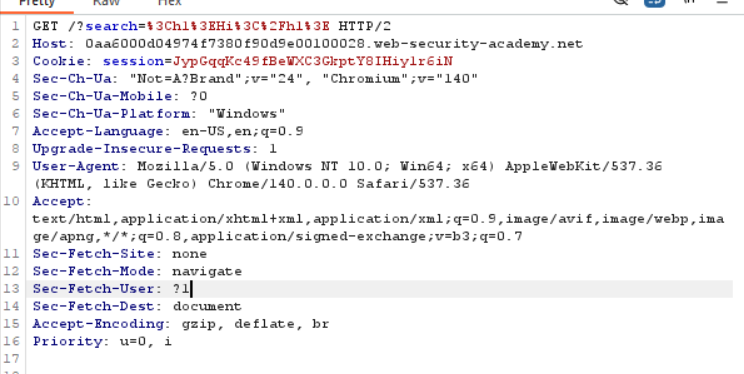 Pretty
1 GET /?search=%3Ch1%3EHi%3C%2Fh1%3E HTTP/2
2 Host: 0aa6000d04974f7380f90d9e00100028.web-security-academy.net
3 Cookie: session=JypGqqKc49fBeWXC3GkptY8IHiylr6iN
4 Sec-Ch-Ua: "Not=A?Brand";v="24", "Chromium";v="140"
5 Sec-Ch-Ua-Mobile: ?0
6 Sec-Ch-Ua-Platform: "Windows"
7 Accept-Language: en-US,en;q=0.9
8 Upgrade-Insecure-Requests: 1
9 User-Agent: Mozilla/5.0 (Windows NT 10.0; Win64; x64) AppleWebKit/537.36
(KHTML, like Gecko) Chrome/140.0.0.0 Safari/537.36
10 Accept:
text/html,application/xhtml+xml,application/xml;q=0.9,image/avif,image/webp,ima
ge/apng,*/*;q=0.8,application/signed-exchange;v=b3;q=0.7
11 Sec-Fetch-Site: none
12 Sec-Fetch-Mode: navigate
13 Sec-Fetch-User: ?1
14 Sec-Fetch-Dest: document
15 Accept-Encoding: gzip, deflate, br
16 Priority: u=0, i
17
18